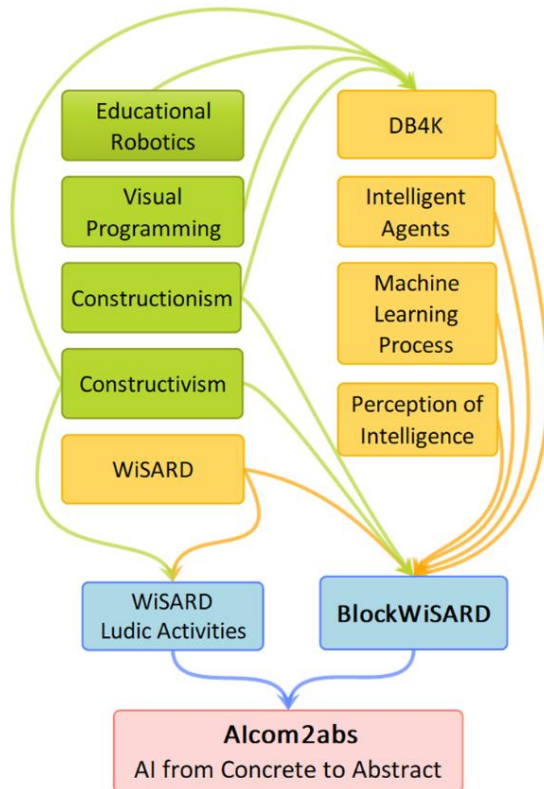 Educational
Robotics
Visual
Programming
Constructionism
Constructivism
WiSARD
DB4K
Intelligent
Agents
Machine
Learning
Process
Perception of
Intelligence
WiSARD
Ludic Activities
BlockWiSARD
AIcom2abs
AI from Concrete to Abstract